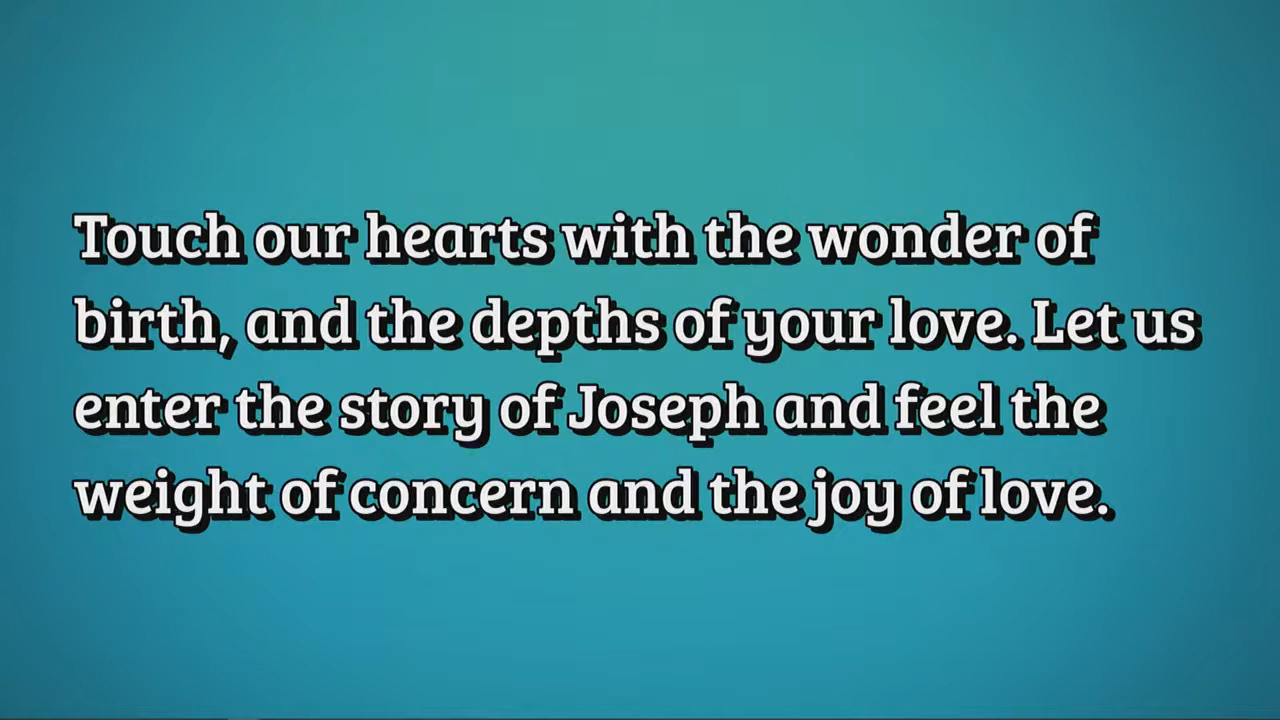 Touch our hearts with the wonder of
birth, and the depths of your love. Let us
enter the story of Joseph and feel the
weight of concern and the joy of love.